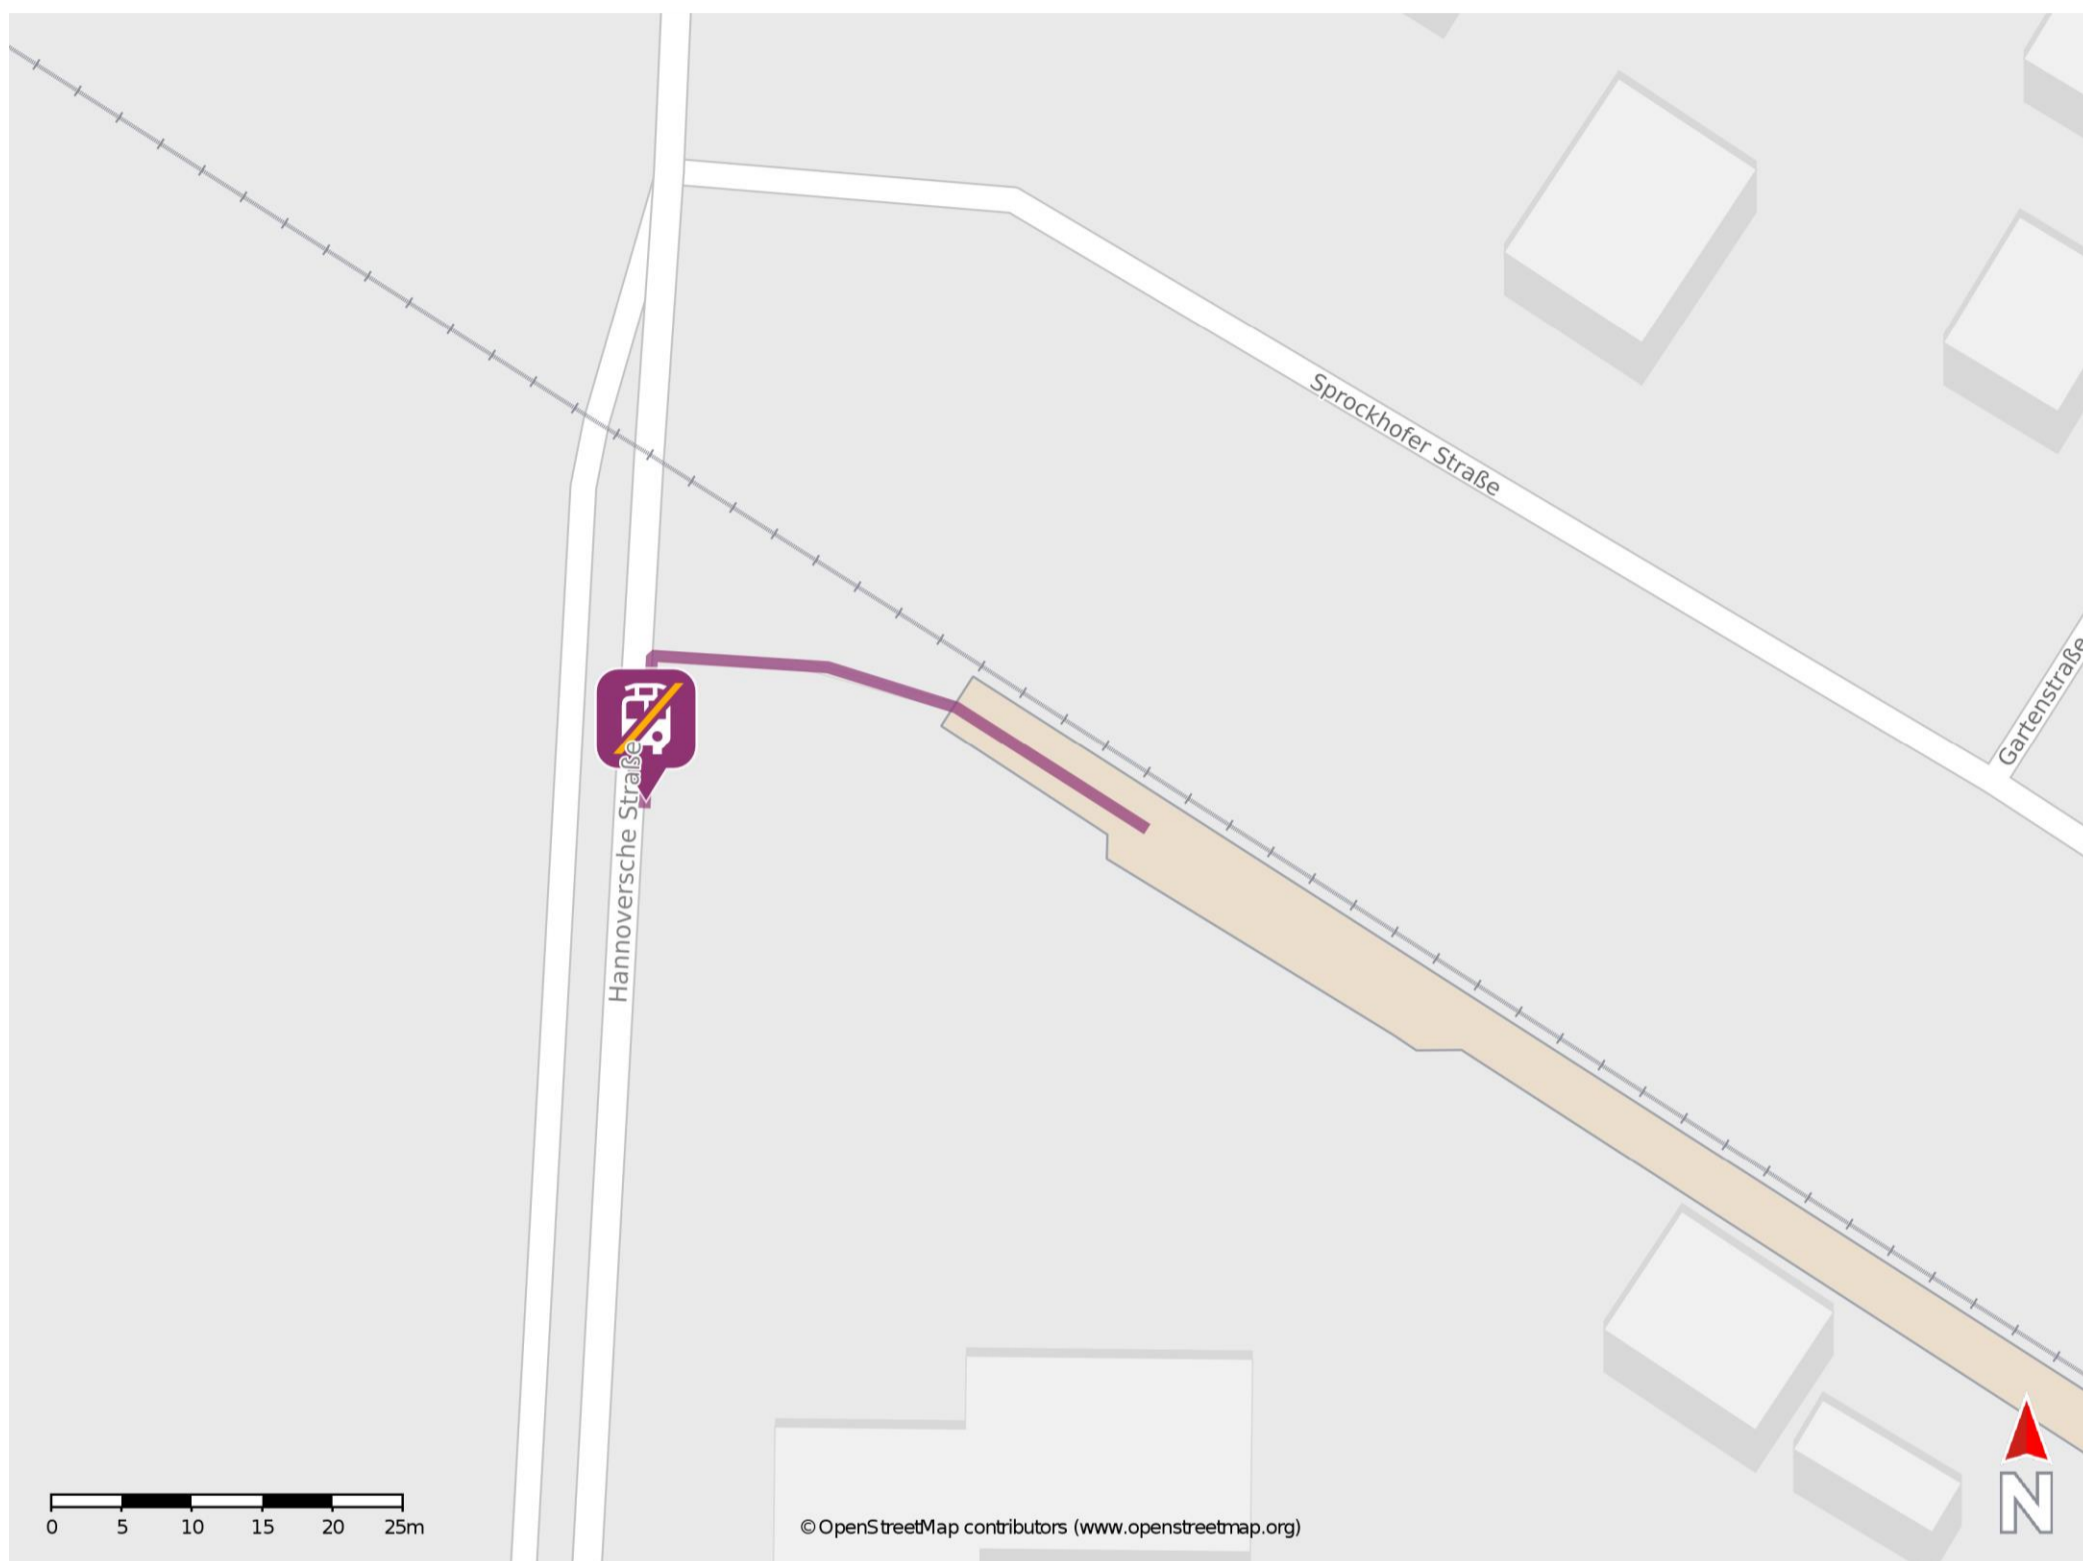 Sprockhofer Straße
Gartenstraße
Hannoversche Straße
N
0 5 10 15 20 25m
© OpenStreetMap contributors (www.openstreetmap.org)